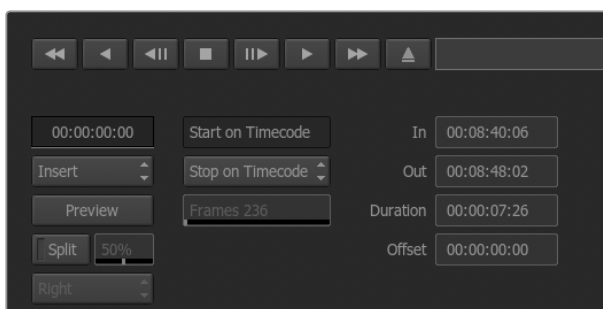 00:00:00:00 Start on Timecode In 00:08:40:06
Insert Stop on Timecode Out 00:08:48:02
Preview Frames 236 Duration 00:00:07:26
Split 50% Offset 00:00:00:00
Right